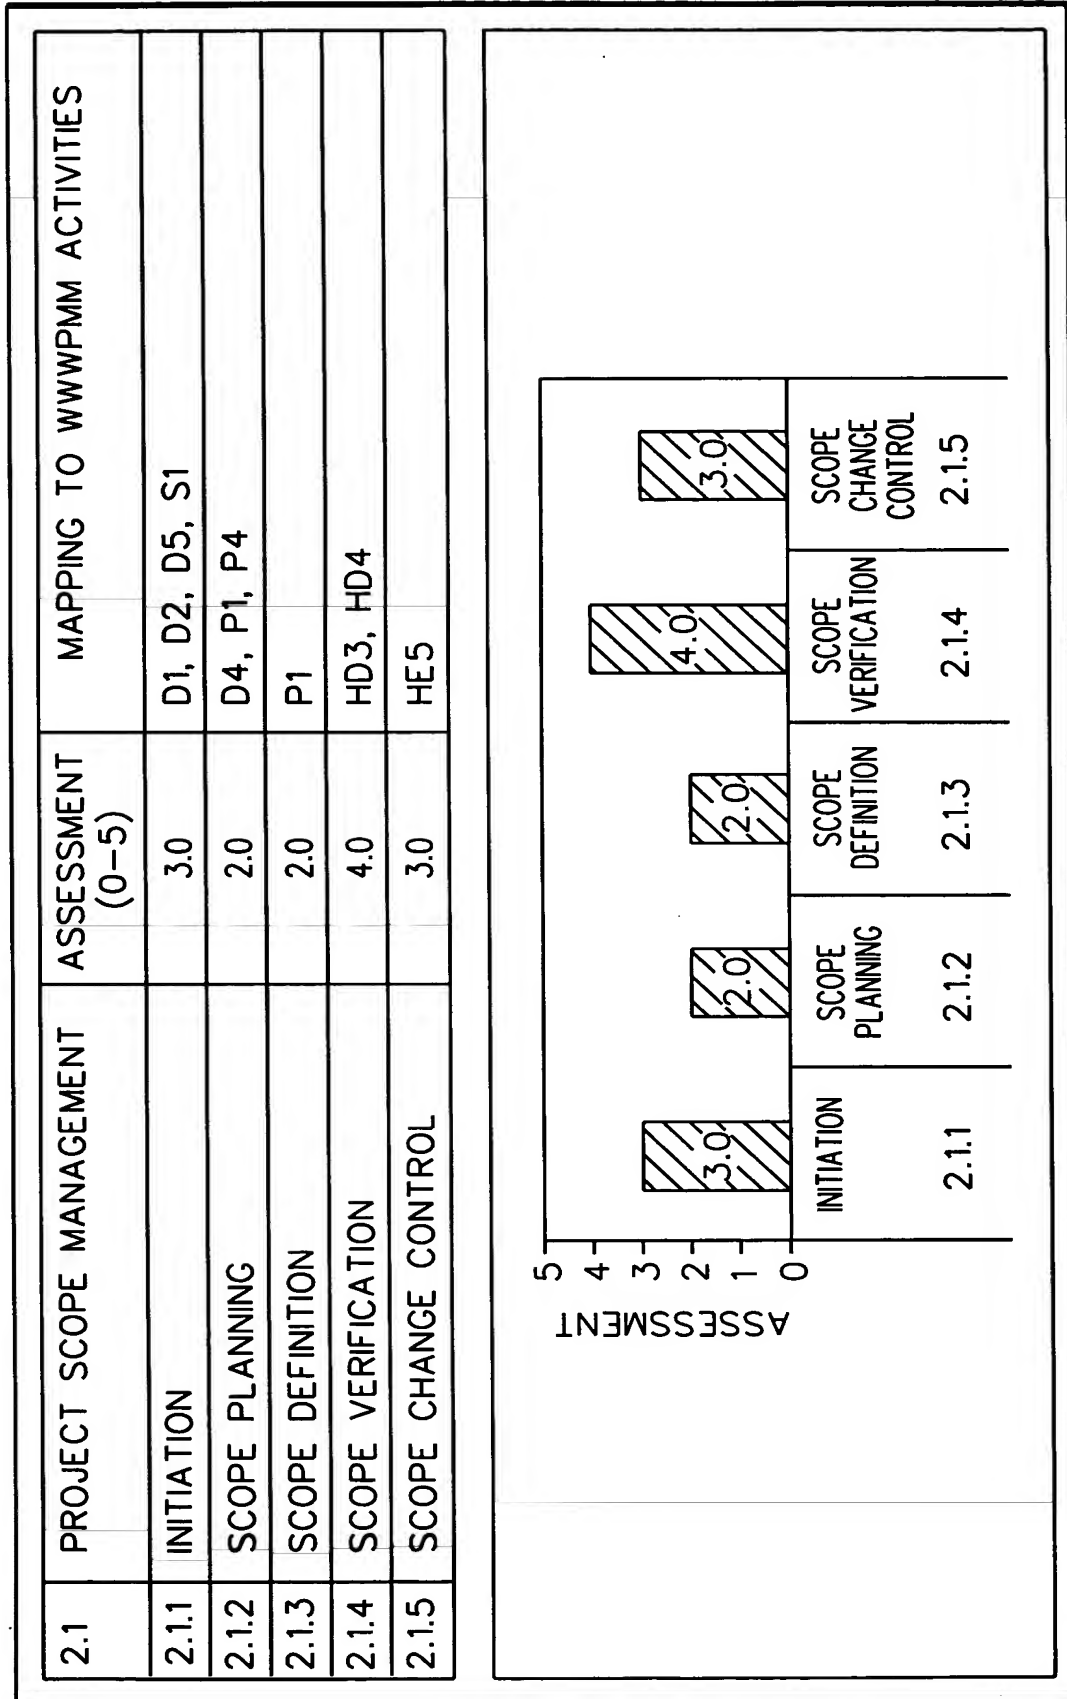 2.1 PROJECT SCOPE MANAGEMENT ASSESSMENT (0-5) MAPPING TO WWWPMM ACTIVITIES
2.1.1 INITIATION 3.0 D1, D2, D5, S1
2.1.2 SCOPE PLANNING 2.0 D4, P1, P4
2.1.3 SCOPE DEFINITION 2.0 P1
2.1.4 SCOPE VERIFICATION 4.0 HD3, HD4
2.1.5 SCOPE CHANGE CONTROL 3.0 HE5
ASSESSMENT
5
4
3
2
1
0
3.0
2.0
2.0
4.0
3.0
INITIATION
2.1.1
SCOPE
PLANNING
2.1.2
SCOPE
DEFINITION
2.1.3
SCOPE
VERIFICATION
2.1.4
SCOPE
CHANGE
CONTROL
2.1.5